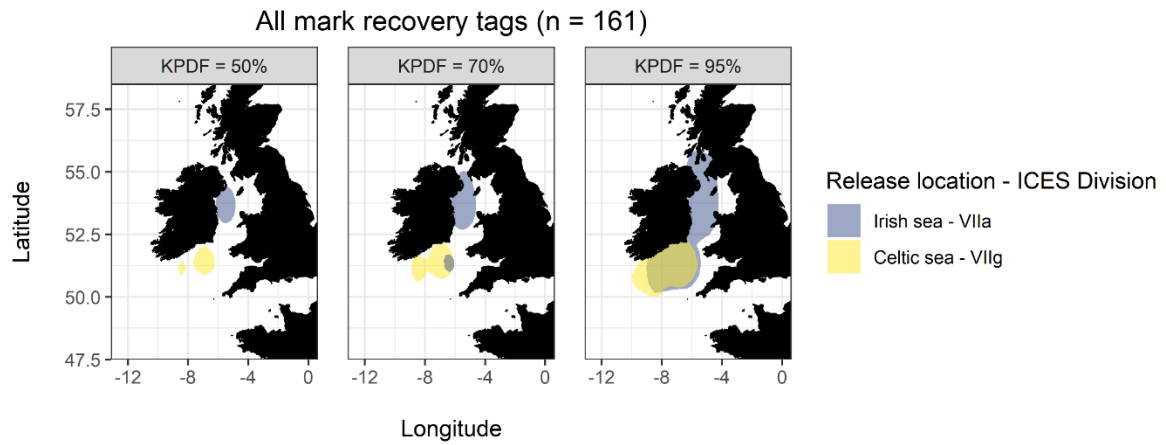 All mark recovery tags (n = 161)
KPDF = 50%
KPDF = 70%
KPDF = 95%
57.5
55.0
52.5
50.0
47.5
Latitude
-12
-8
-4
0
-12
-8
-4
0
-12
-8
-4
0
Longitude
Release location - ICES Division
Irish sea - VIIa
Celtic sea - VIIg